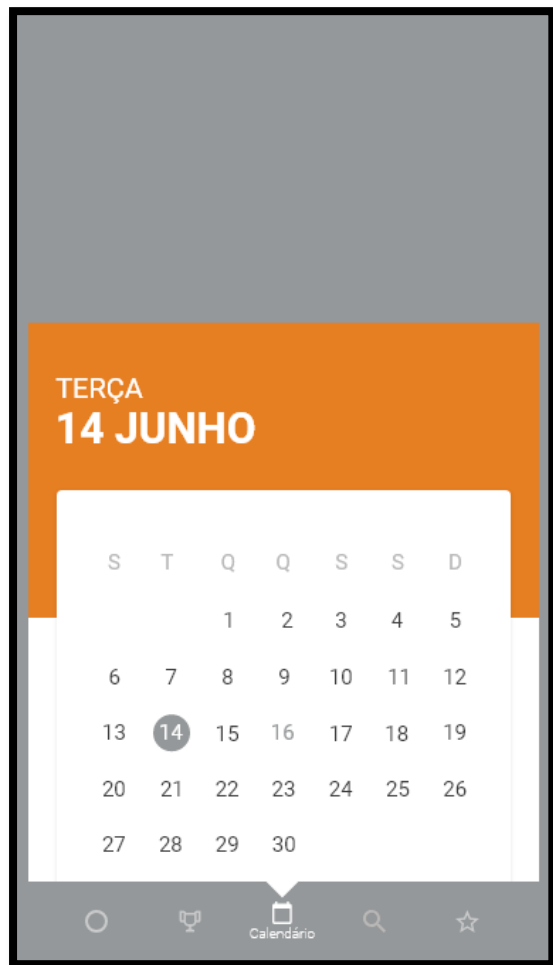 TERÇA
14 JUNHO
S T Q Q S S D
1 2 3 4 5
6 7 8 9 10 11 12
13 14 15 16 17 18 19
20 21 22 23 24 25 26
27 28 29 30
Calendário